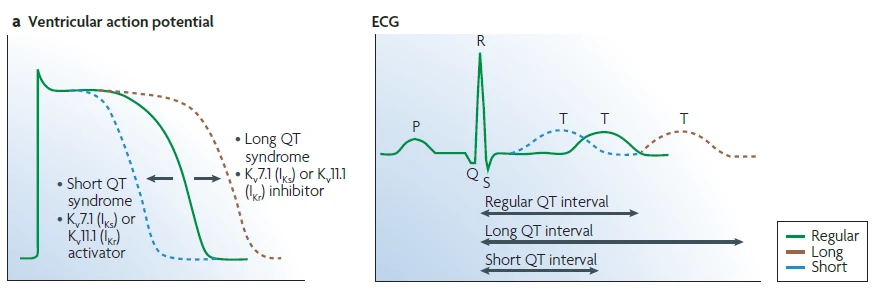 a Ventricular action potential
• Long QT
syndrome
• Kv7.1 (IKs) or Kv11.1
(IKr) inhibitor
• Short QT
syndrome
• Kv7.1 (IKs) or
Kv11.1 (IKr)
activator
ECG
R
P
T
T
T
Q
S
Regular QT interval
Long QT interval
Short QT interval
Regular
Long
Short